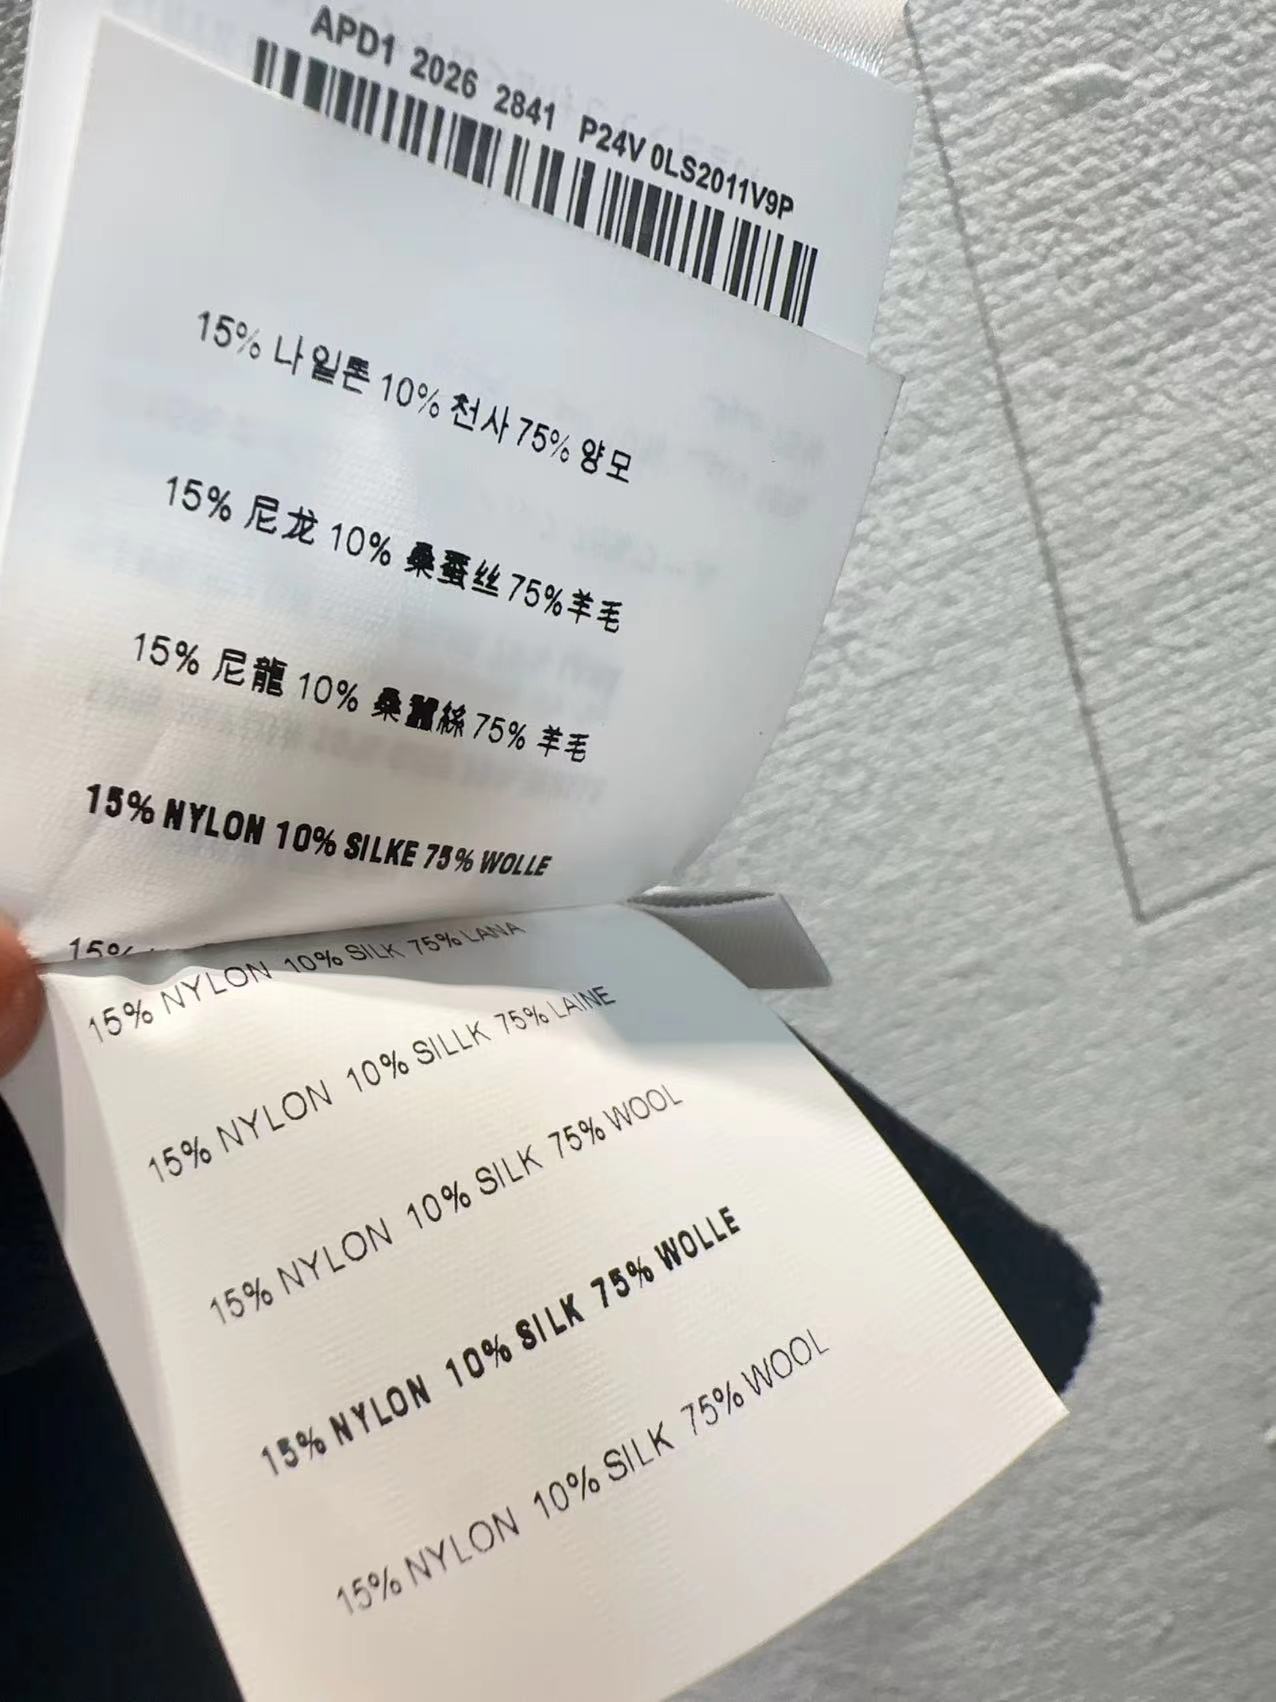 APD1 2026 2841 P24V 0LS2011V9P
15% 나일론 10% 천사 75% 양모
15% 尼龙 10% 桑蚕丝 75%羊毛
15% 尼龍 10% 桑蠶絲 75% 羊毛
15% NYLON 10% SILKE 75% WOLLE
15%
15% NYLON 10% SILK 75% LANA
15% NYLON 10% SILLK 75% LAINE
15% NYLON 10% SILK 75% WOOL
15% NYLON 10% SILK 75% WOLLE
15% NYLON 10% SILK 75% WOOL